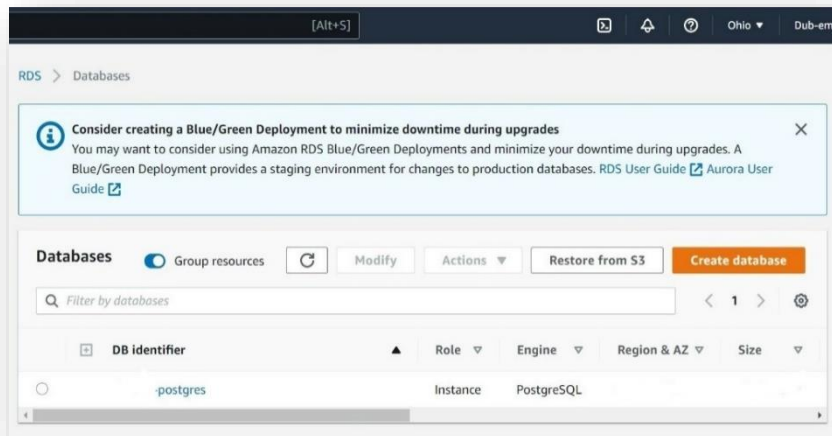 [Alt+S]
Ohio ▼
Dub-em
RDS > Databases
Consider creating a Blue/Green Deployment to minimize downtime during upgrades
You may want to consider using Amazon RDS Blue/Green Deployments and minimize your downtime during upgrades. A
Blue/Green Deployment provides a staging environment for changes to production databases. RDS User Guide Aurora User
Guide
Databases
Group resources
Modify
Actions ▼
Restore from S3
Create database
Filter by databases
< 1 >
DB identifier ▲ Role Engine Region & AZ Size
-postgres Instance PostgreSQL